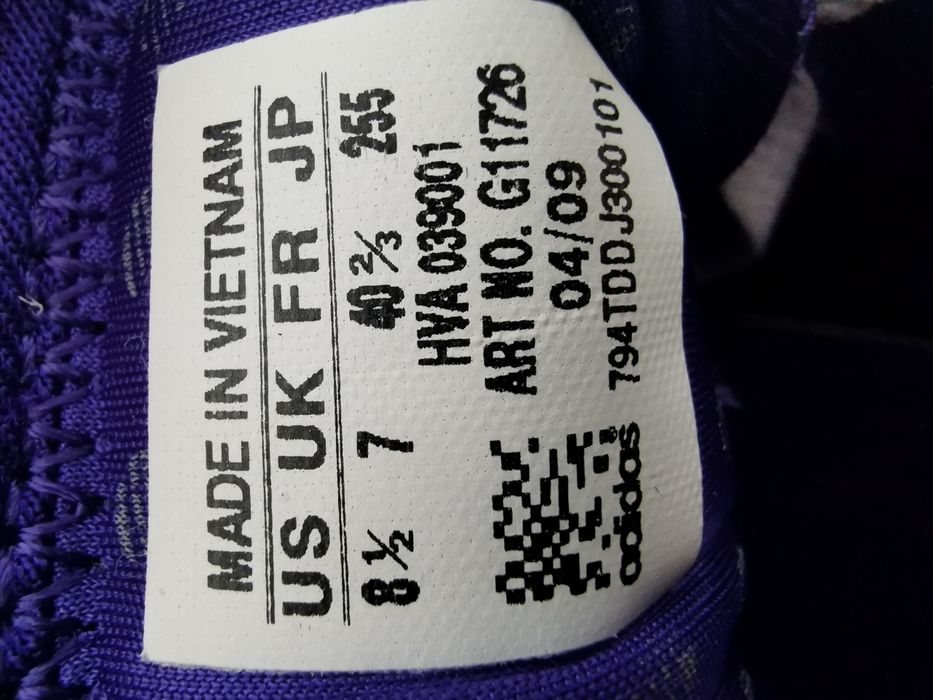 MADE IN VIETNAM
US UK FR JP
8½ 7 40⅔ 255
HVA 039001
ART NO. G11726
04/09
794TDDJ300101
adidas